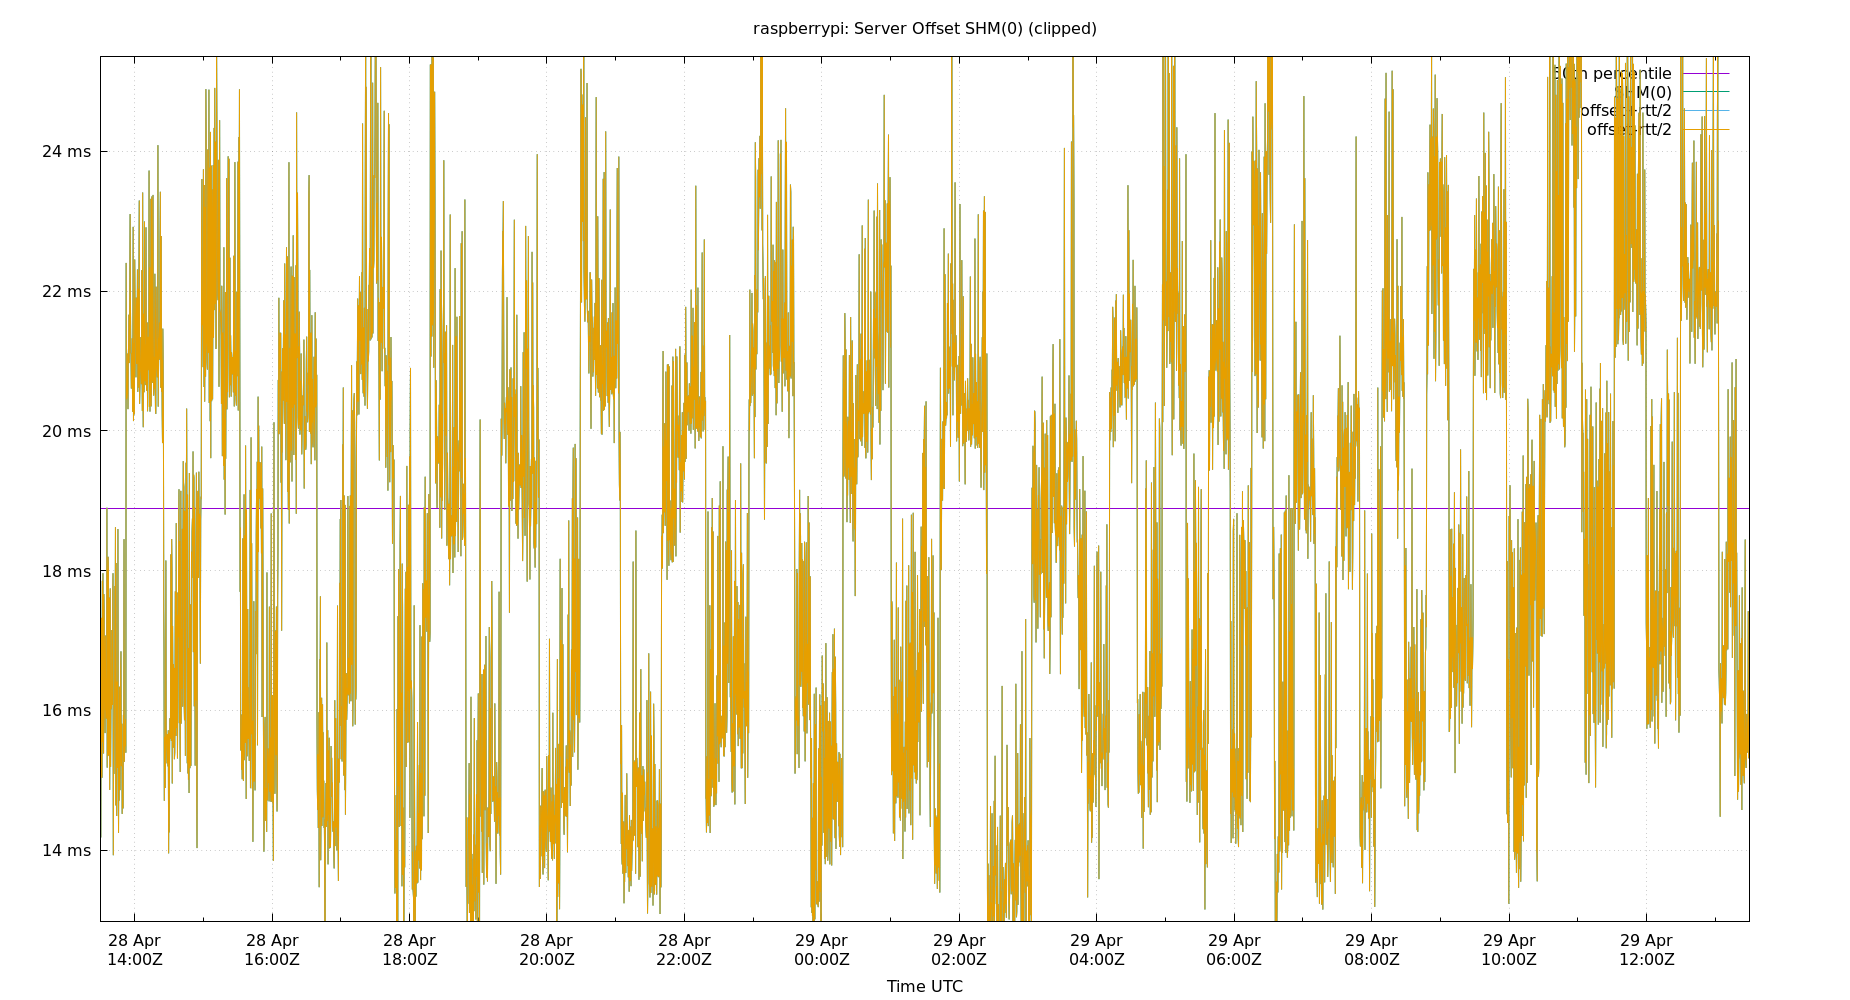 raspberrypi: Server Offset SHM(0) (clipped)
50th percentile
SHM(0)
offset+rtt/2
offset-rtt/2
24 ms
22 ms
20 ms
18 ms
16 ms
14 ms
28 Apr 28 Apr 28 Apr 28 Apr 28 Apr 29 Apr 29 Apr 29 Apr 29 Apr 29 Apr 29 Apr 29 Apr
14:00Z 16:00Z 18:00Z 20:00Z 22:00Z 00:00Z 02:00Z 04:00Z 06:00Z 08:00Z 10:00Z 12:00Z
Time UTC